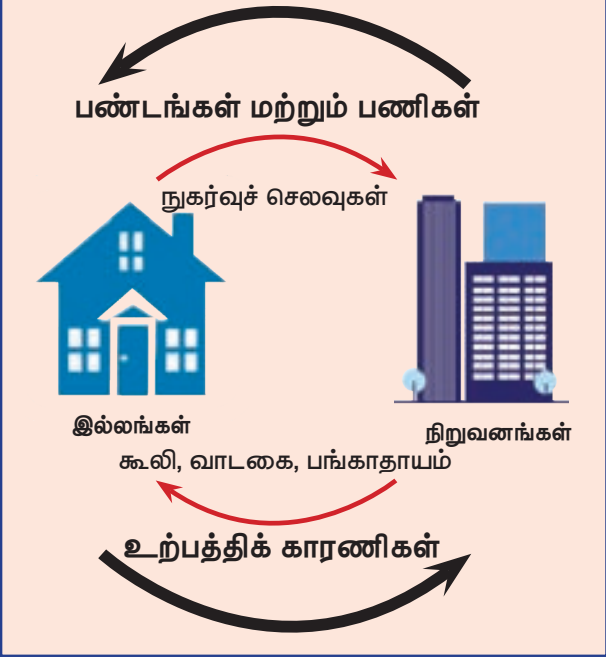 பண்டங்கள் மற்றும் பணிகள்
நுகர்வுச் செலவுகள்
இல்லங்கள்
நிறுவனங்கள்
கூலி, வாடகை, பங்காதாயம்
உற்பத்திக் காரணிகள்